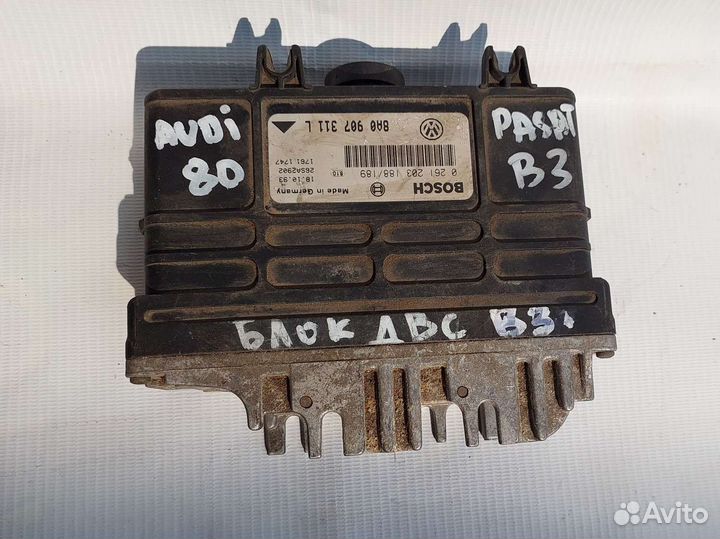 AUDi
80
PASAT
B3
8A0 907 311 L
0 261 203 188/189
BOSCH
Made in Germany
18.10.93
26SA2902
1761.1747
БЛОК ДВС B3
Avito